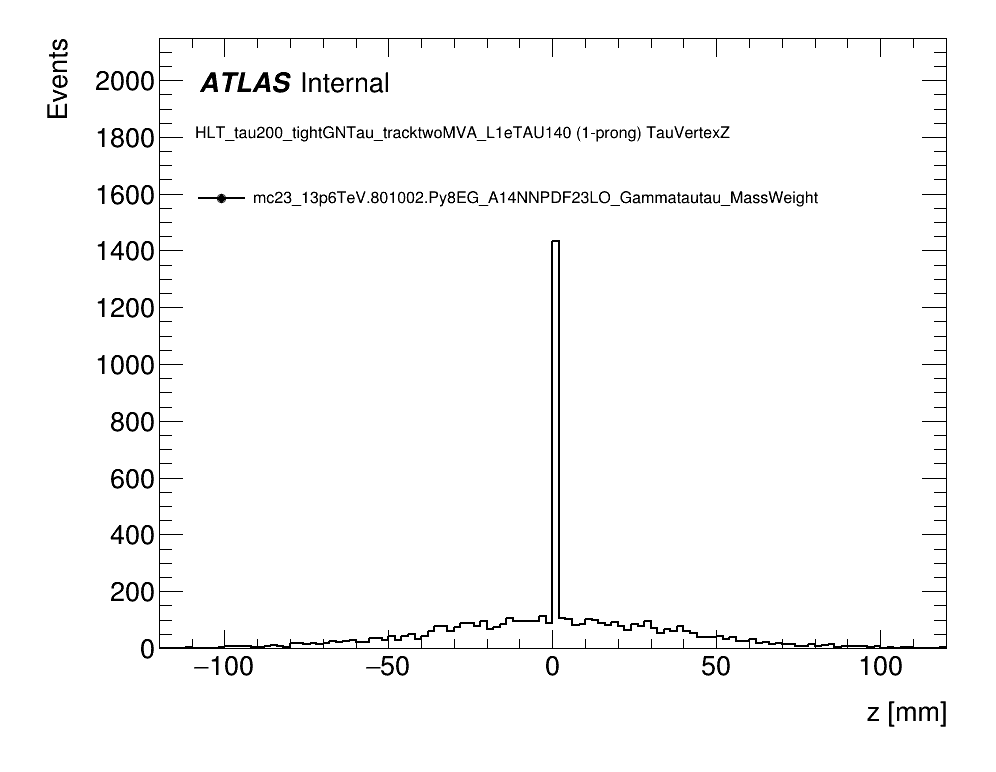 Events
2000
1800
1600
1400
1200
1000
800
600
400
200
0
ATLAS Internal
HLT_tau200_tightGNTau_tracktwoMVA_L1eTAU140 (1-prong) TauVertexZ
mc23_13p6TeV.801002.Py8EG_A14NNPDF23LO_Gammatautau_MassWeight
−100 −50 0 50 100
z [mm]